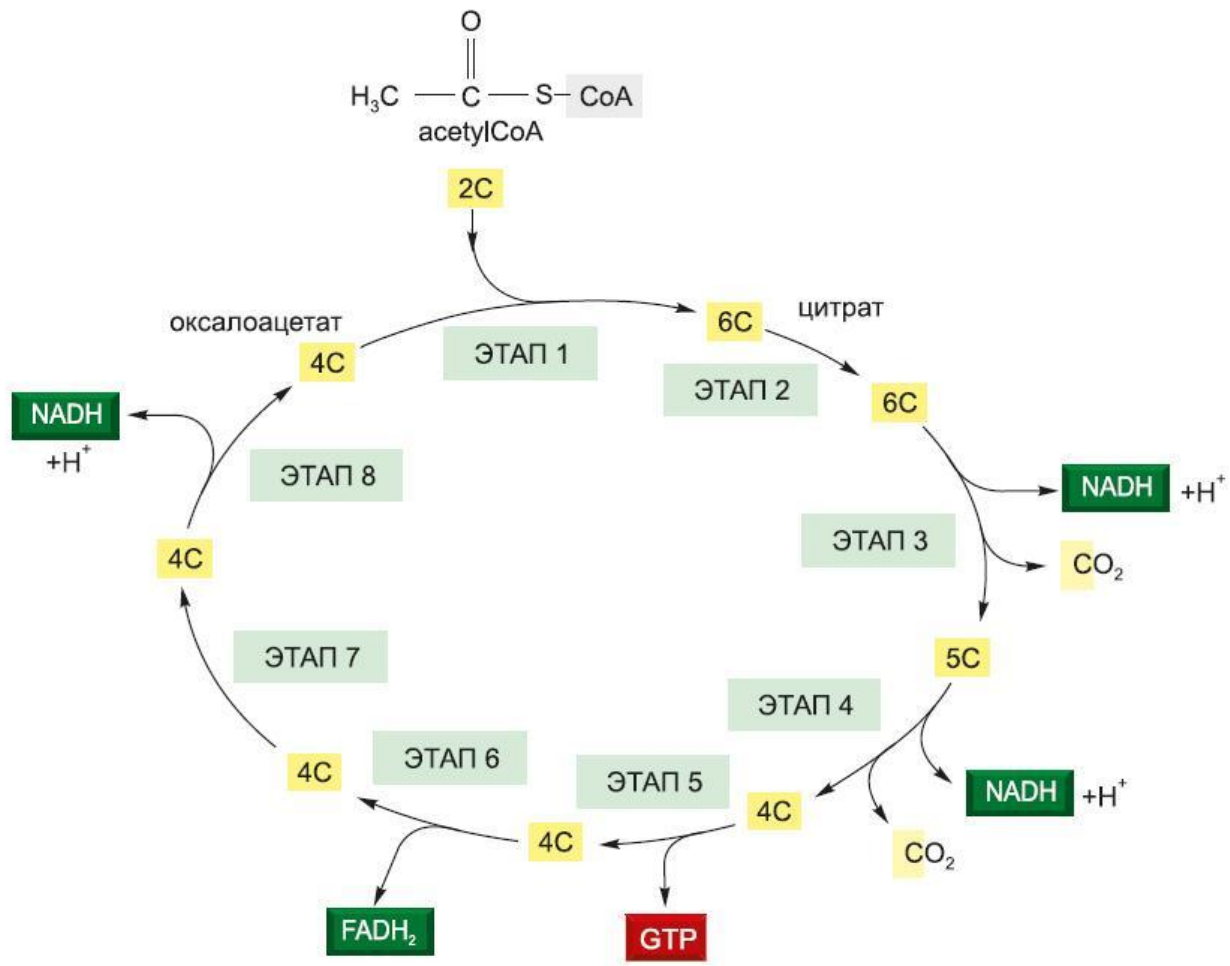 O
H₃C — C — S – CoA
acetylCoA
2C
оксалоацетат
4C
ЭТАП 1
6C
цитрат
ЭТАП 2
6C
NADH
+H⁺
ЭТАП 8
NADH +H⁺
ЭТАП 3
4C
CO₂
ЭТАП 7
5C
ЭТАП 4
ЭТАП 6
4C
ЭТАП 5
NADH +H⁺
4C
4C
CO₂
FADH₂
GTP